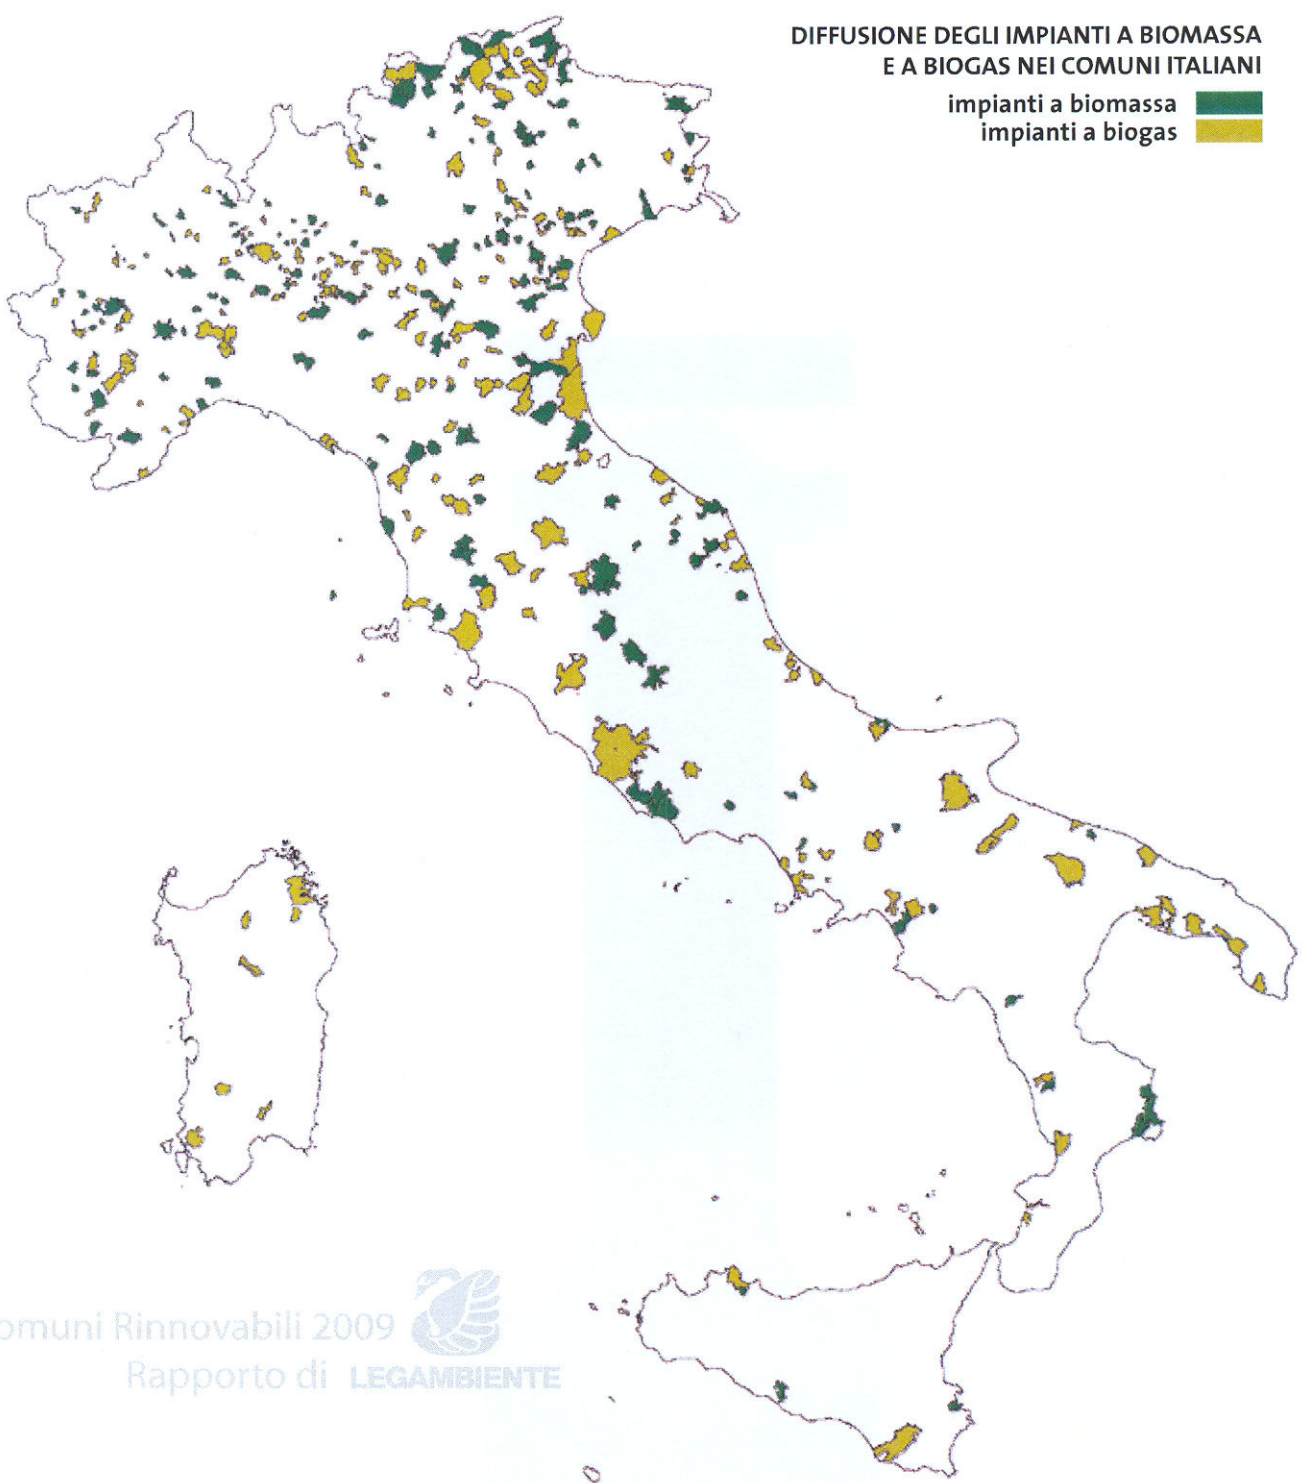 DIFFUSIONE DEGLI IMPIANTI A BIOMASSA
E A BIOGAS NEI COMUNI ITALIANI
impianti a biomassa
impianti a biogas
omuni Rinnovabili 2009
Rapporto di LEGAMBIENTE